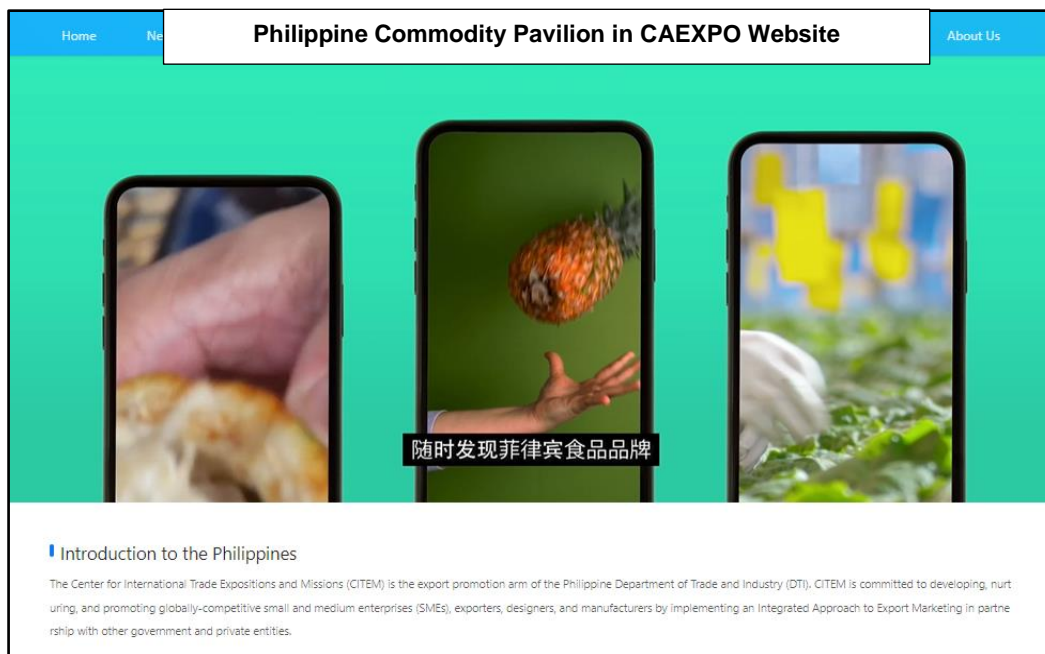 Home Ne Philippine Commodity Pavilion in CAEXPO Website About Us
随时发现菲律宾食品品牌
Introduction to the Philippines
The Center for International Trade Expositions and Missions (CITEM) is the export promotion arm of the Philippine Department of Trade and Industry (DTI). CITEM is committed to developing, nurt
uring, and promoting globally-competitive small and medium enterprises (SMEs), exporters, designers, and manufacturers by implementing an Integrated Approach to Export Marketing in partne
rship with other government and private entities.